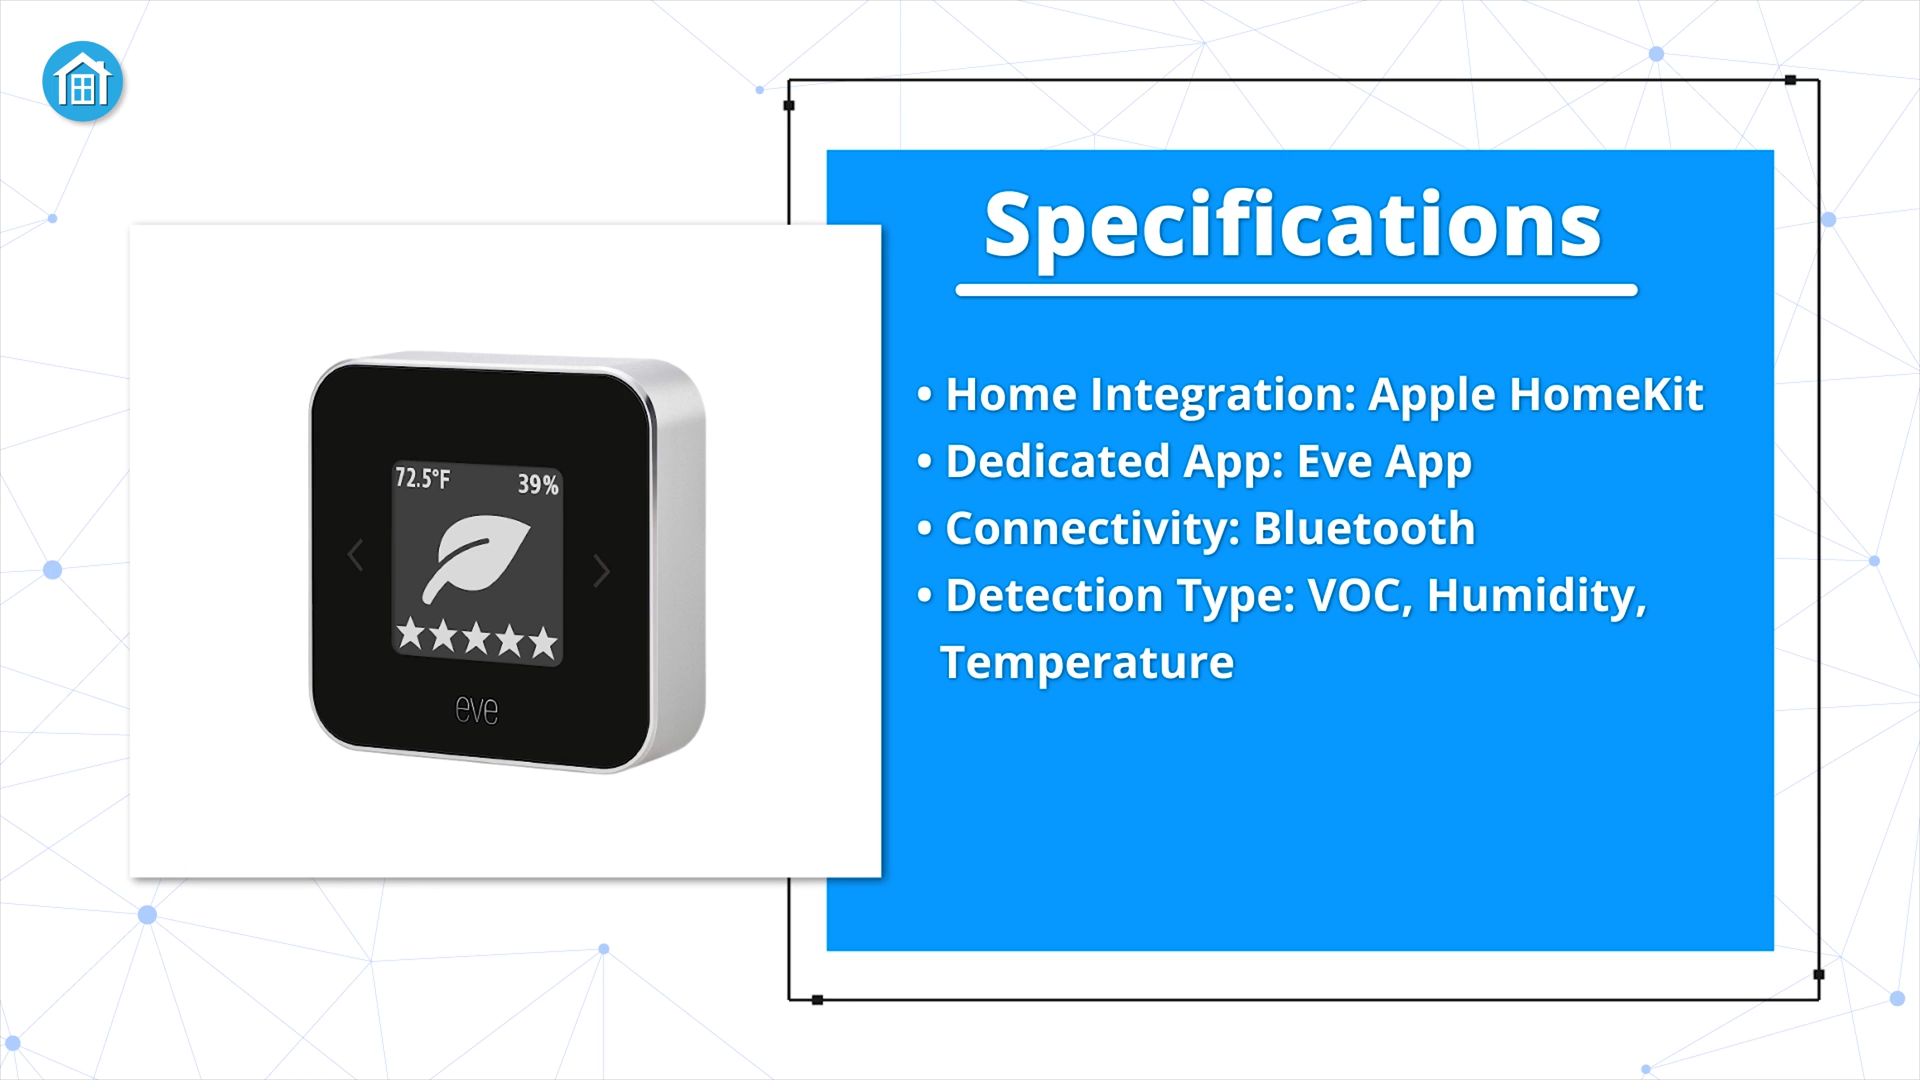 Specifications
• Home Integration: Apple HomeKit
• Dedicated App: Eve App
• Connectivity: Bluetooth
• Detection Type: VOC, Humidity,
Temperature
72.5°F 39%
eve